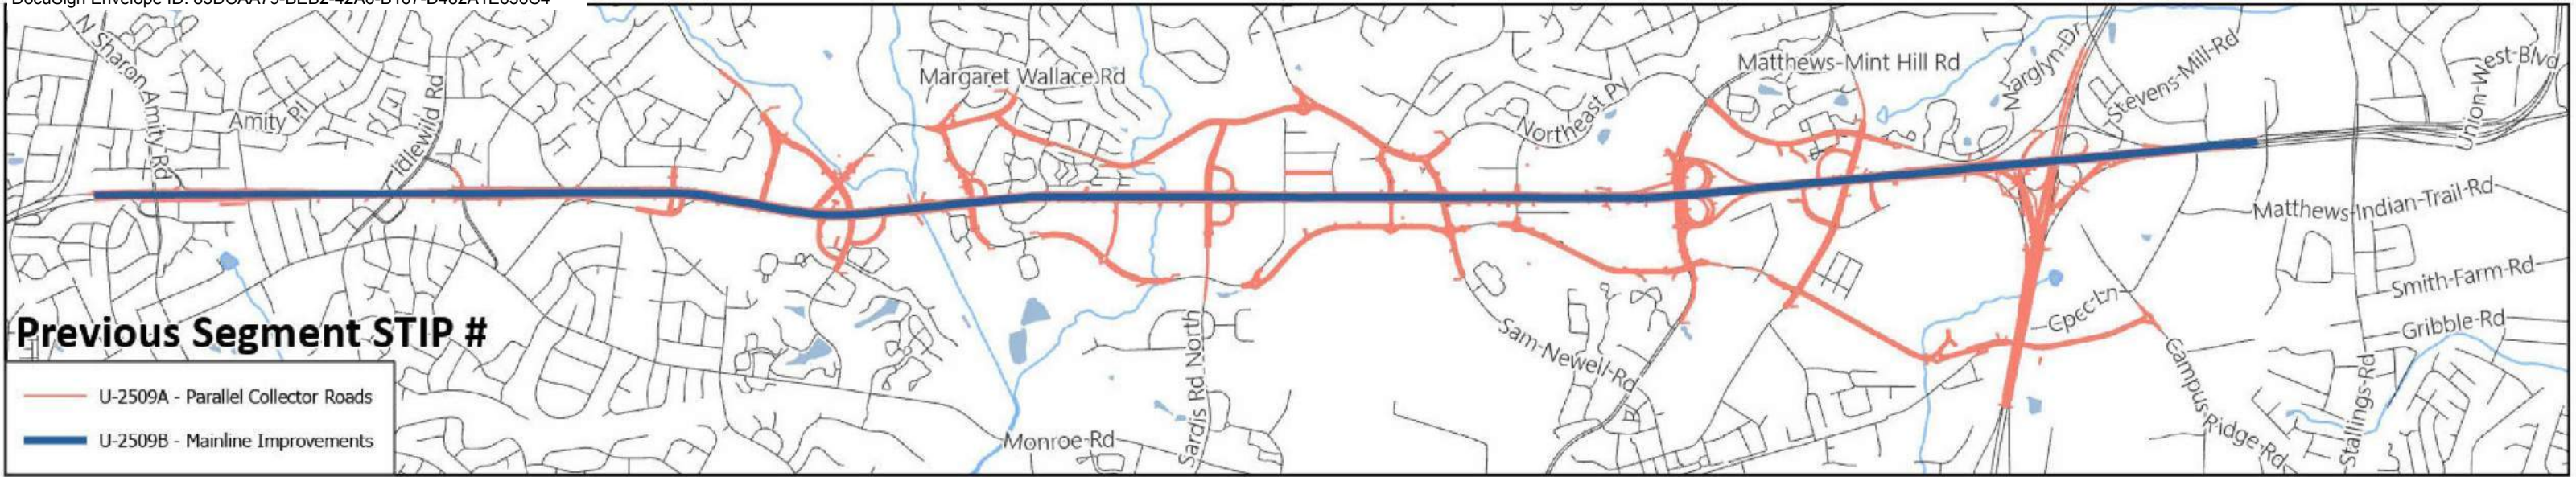 N Sharon Amity Rd
Amity Pl
Idlewild Rd
Margaret Wallace Rd
Northeast Py
Matthews-Mint Hill Rd
Marglyn-Dr
Stevens-Mill-Rd
Union-West-Blvd
Matthews-Indian-Trail-Rd
Smith-Farm-Rd
Gribble-Rd
Stallings-Rd
Campus-Ridge-Rd
Sam-Newell-Rd
Sardis Rd North
Monroe-Rd
Previous Segment STIP #
U-2509A - Parallel Collector Roads
U-2509B - Mainline Improvements